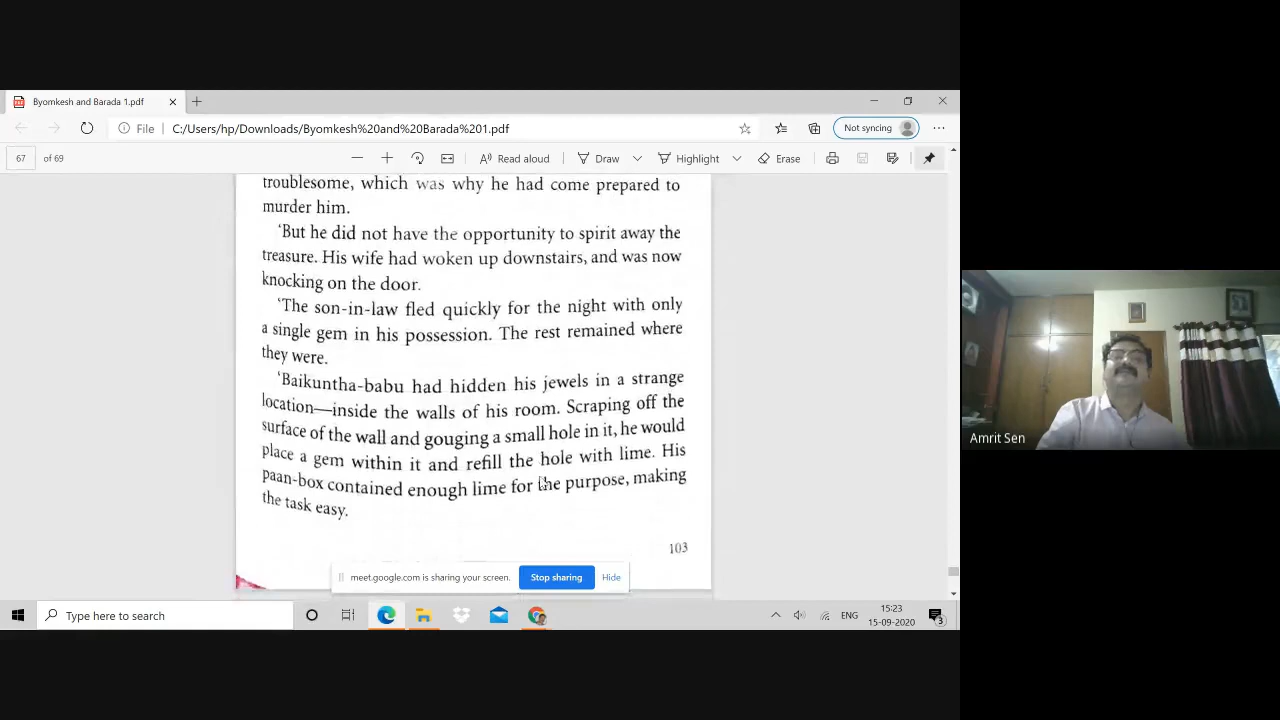 Byomkesh and Barada 1.pdf
File C:/Users/hp/Downloads/Byomkesh%20and%20Barada%201.pdf Not syncing
67 of 69 Read aloud Draw Highlight Erase
troublesome, which was why he had come prepared to
murder him.
'But he did not have the opportunity to spirit away the
treasure. His wife had woken up downstairs, and was now
knocking on the door.
'The son-in-law fled quickly for the night with only
a single gem in his possession. The rest remained where
they were.
'Baikuntha-babu had hidden his jewels in a strange
location—inside the walls of his room. Scraping off the
surface of the wall and gouging a small hole in it, he would
place a gem within it and refill the hole with lime. His
paan-box contained enough lime for the purpose, making
the task easy.
103
meet.google.com is sharing your screen. Stop sharing Hide
Type here to search
ENG
15:23
15-09-2020
3
Amrit Sen